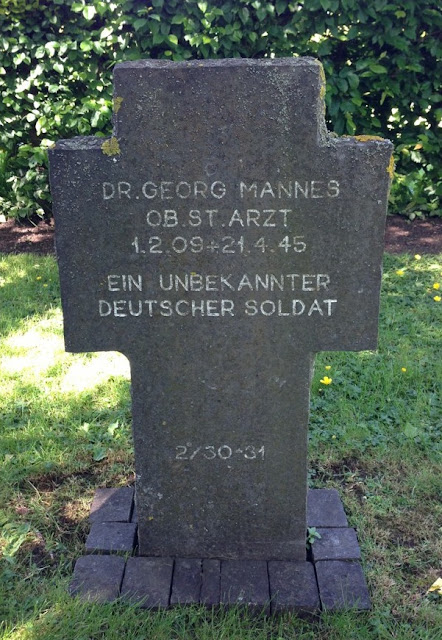 DR. GEORG MANNES
OB. ST. ARZT
1.2.09+21.4.45
EIN UNBEKANNTER
DEUTSCHER SOLDAT
2/30-31